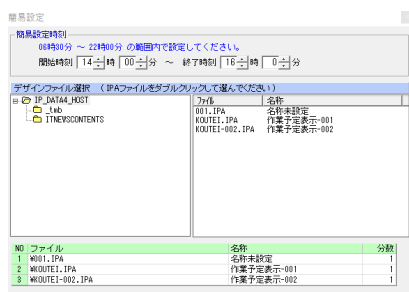 簡易設定
簡易設定時刻
06時30分 ～ 22時00分 の範囲内で設定してください。
開始時刻 14 時 00 分 ～ 終了時刻 16 時 0 分
デザインファイル選択 （IPAファイルをダブルクリックして選んでください）
IP_DATA4_HOST
_tmb
ITNEWSCONTENTS
ファイル 名称
001.IPA 名称未設定
KOUTEI.IPA 作業予定表示-001
KOUTEI-002.IPA 作業予定表示-002
NO ファイル 名称 分数
1 ¥001.IPA 名称未設定 1
2 ¥KOUTEI.IPA 作業予定表示-001 1
3 ¥KOUTEI-002.IPA 作業予定表示-002 1